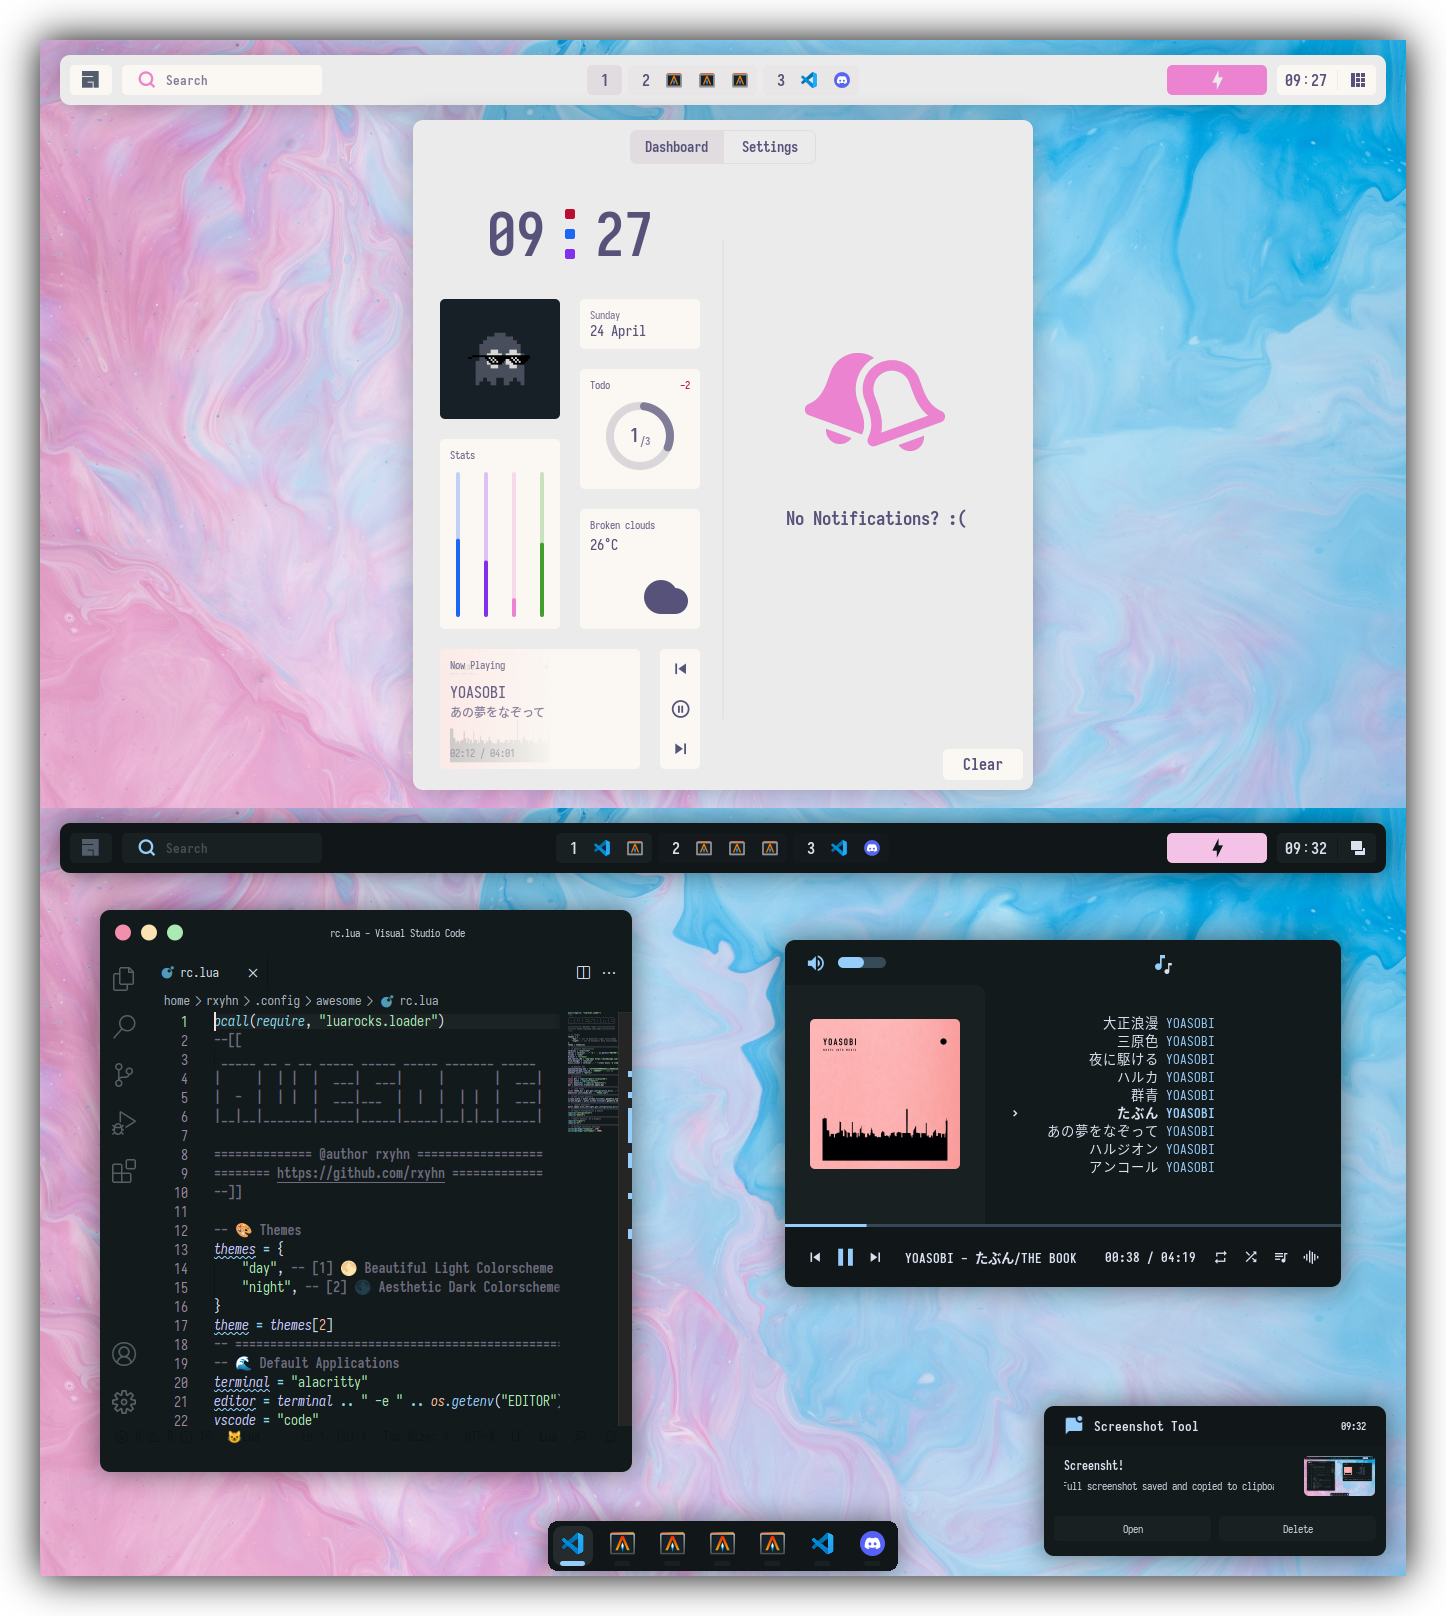 Search
1
2
3
09:27
Dashboard
Settings
09 27
Sunday
24 April
Todo
-2
1/3
Stats
Broken clouds
26°C
Now Playing
YOASOBI
あの夢をなぞって
02:12 / 04:01
No Notifications? :(
Clear
Search
1
2
3
09:32
rc.lua - Visual Studio Code
rc.lua
home > rxyhn > .config > awesome > rc.lua
1 pcall(require, "luarocks.loader")
2 --[[
3
4
5
6
7
8 ============== @author rxyhn ==================
9 ======== https://github.com/rxyhn =============
10 --]]
11
12 -- 🎨 Themes
13 themes = {
14 "day", -- [1] 🌕 Beautiful Light Colorscheme
15 "night", -- [2] 🌑 Aesthetic Dark Colorscheme
16 }
17 theme = themes[2]
18 -- ==============================================
19 -- 🌊 Default Applications
20 terminal = "alacritty"
21 editor = terminal .. " -e " .. os.getenv("EDITOR")
22 vscode = "code"
YOASOBI
大正浪漫 YOASOBI
三原色 YOASOBI
夜に駆ける YOASOBI
ハルカ YOASOBI
群青 YOASOBI
› たぶん YOASOBI
あの夢をなぞって YOASOBI
ハルジオン YOASOBI
アンコール YOASOBI
YOASOBI - たぶん/THE BOOK
00:38 / 04:19
Screenshot Tool
09:32
Screensht!
Full screenshot saved and copied to clipboa
Open
Delete